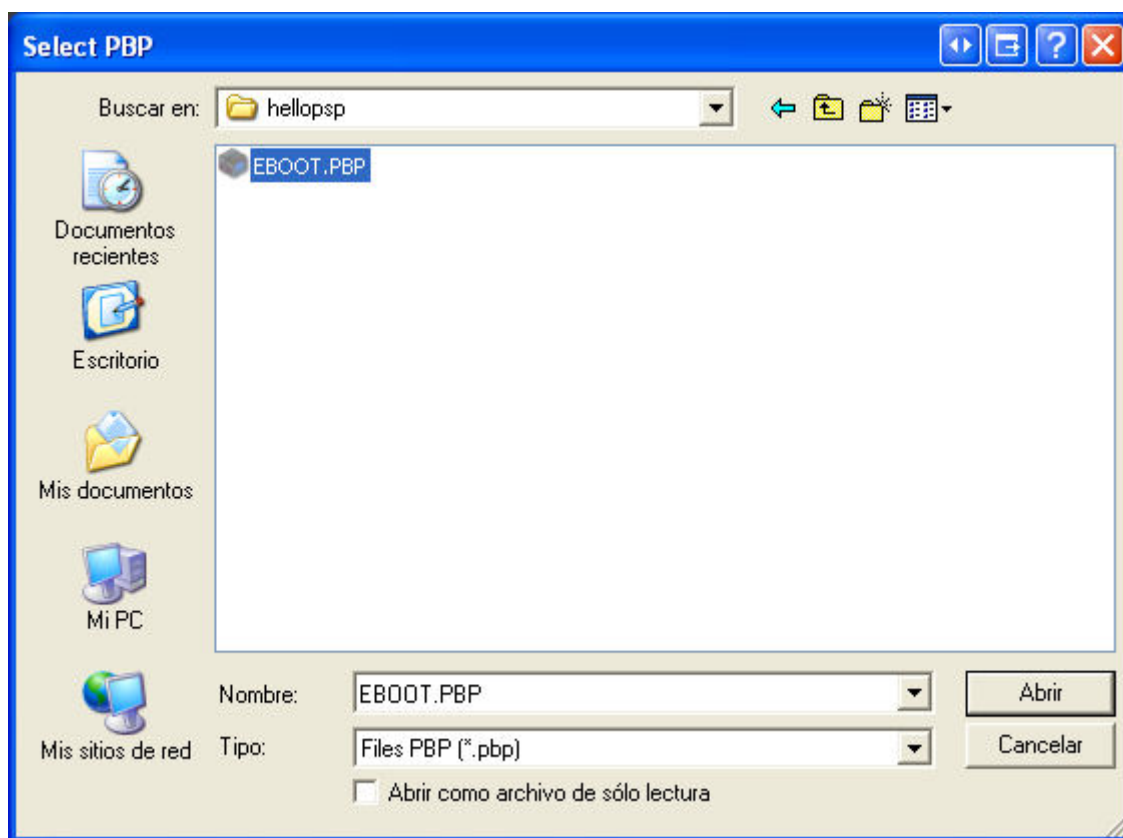 Select PBP
Buscar en:
hellopsp
EBOOT.PBP
Documentos
recientes
Escritorio
Mis documentos
Mi PC
Mis sitios de red
Nombre:
EBOOT.PBP
Abrir
Tipo:
Files PBP (*.pbp)
Cancelar
Abrir como archivo de sólo lectura